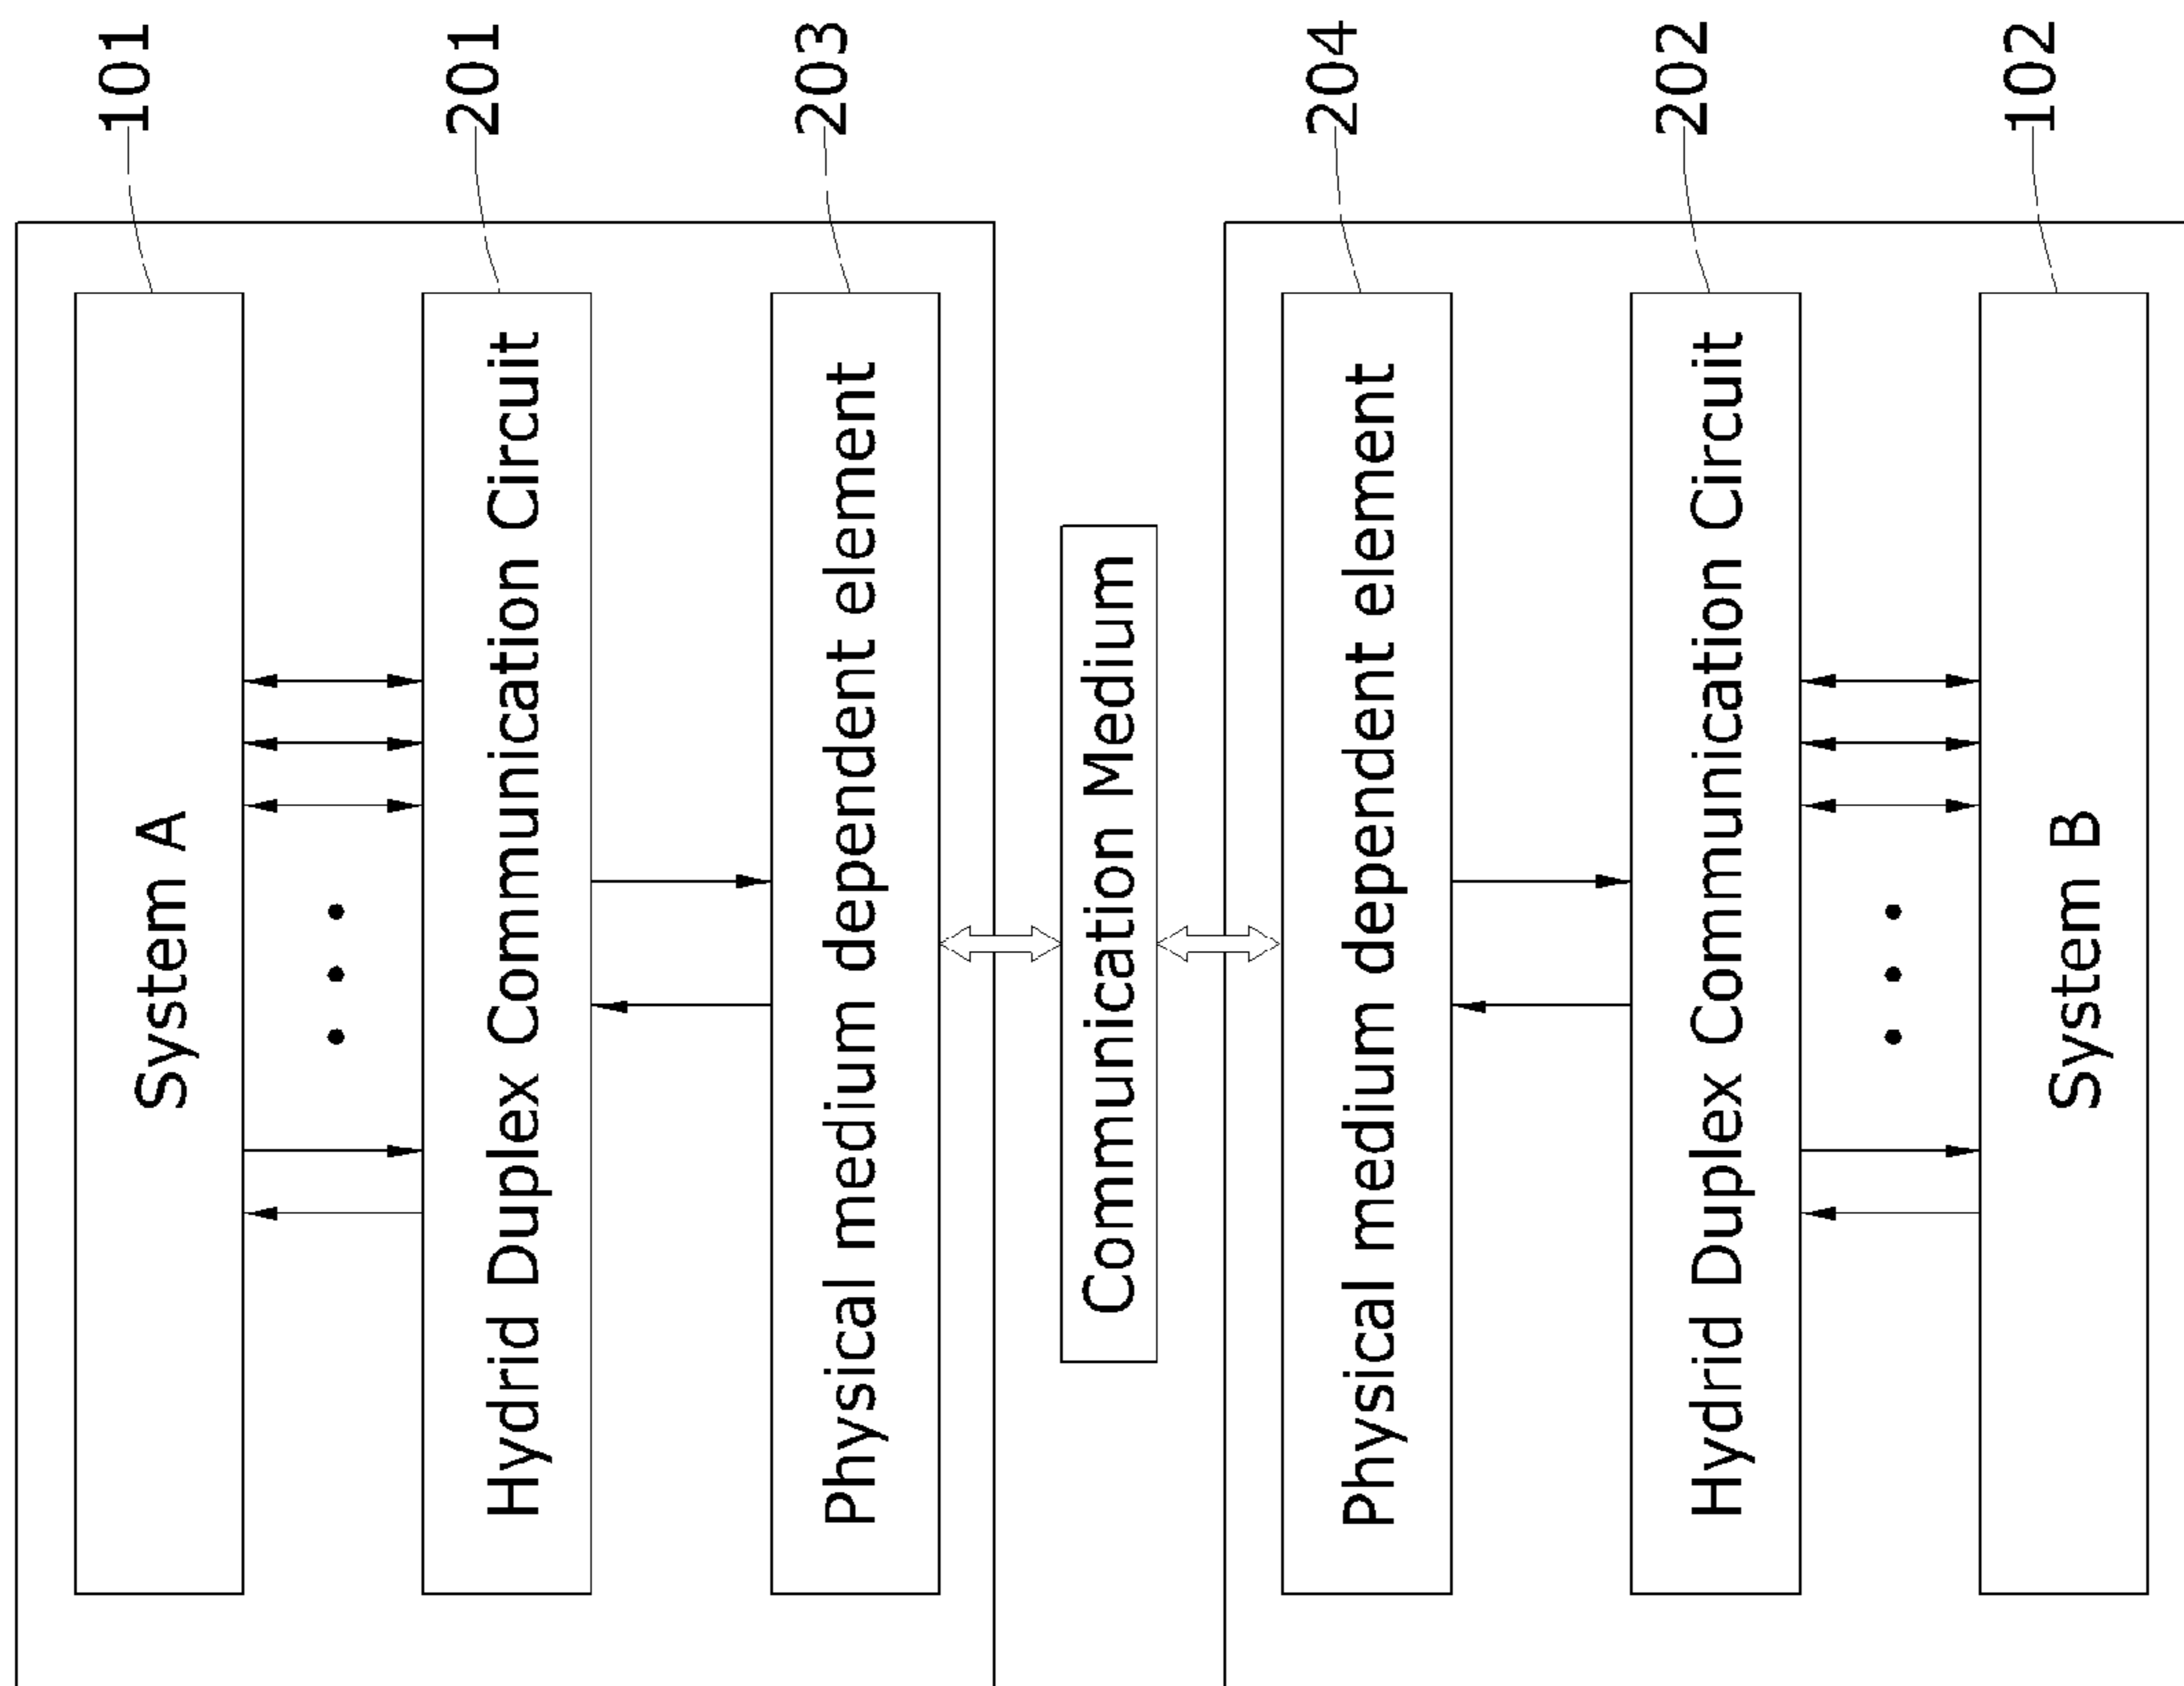 System A
101
Hydrid Duplex Communication Circuit
201
Physical medium dependent element
203
Communication Medium
Physical medium dependent element
204
Hydrid Duplex Communication Circuit
202
System B
102